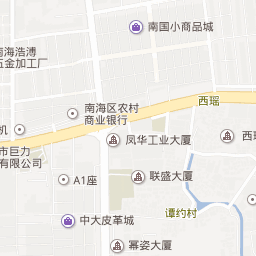 南国小商品城
南海浩溥
五金加工厂
西瑶
南海区农村
商业银行
机
凤华工业大厦
西
市巨力
有限公司
A1座
联盛大厦
谭约村
中大皮革城
幂姿大厦